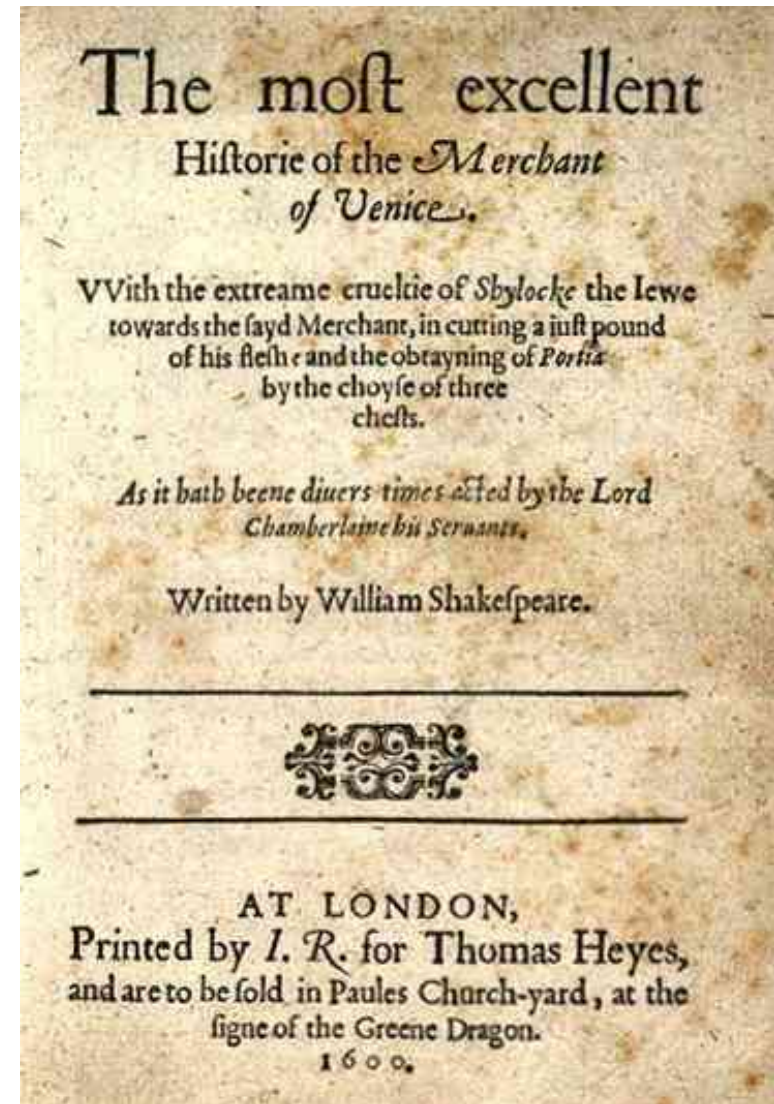 The moſt excellent
Hiſtorie of the Merchant
of Venice.
VVith the extreame crueltie of Shylocke the Iewe
towards the ſayd Merchant, in cutting a iuſt pound
of his fleſhe and the obtayning of Portia
by the choyſe of three
cheſts.
As it hath beene diuers times acted by the Lord
Chamberlaine his Seruants.
Written by William Shakeſpeare.
AT LONDON,
Printed by I. R. for Thomas Heyes,
and are to be ſold in Paules Church-yard, at the
ſigne of the Greene Dragon.
1600.